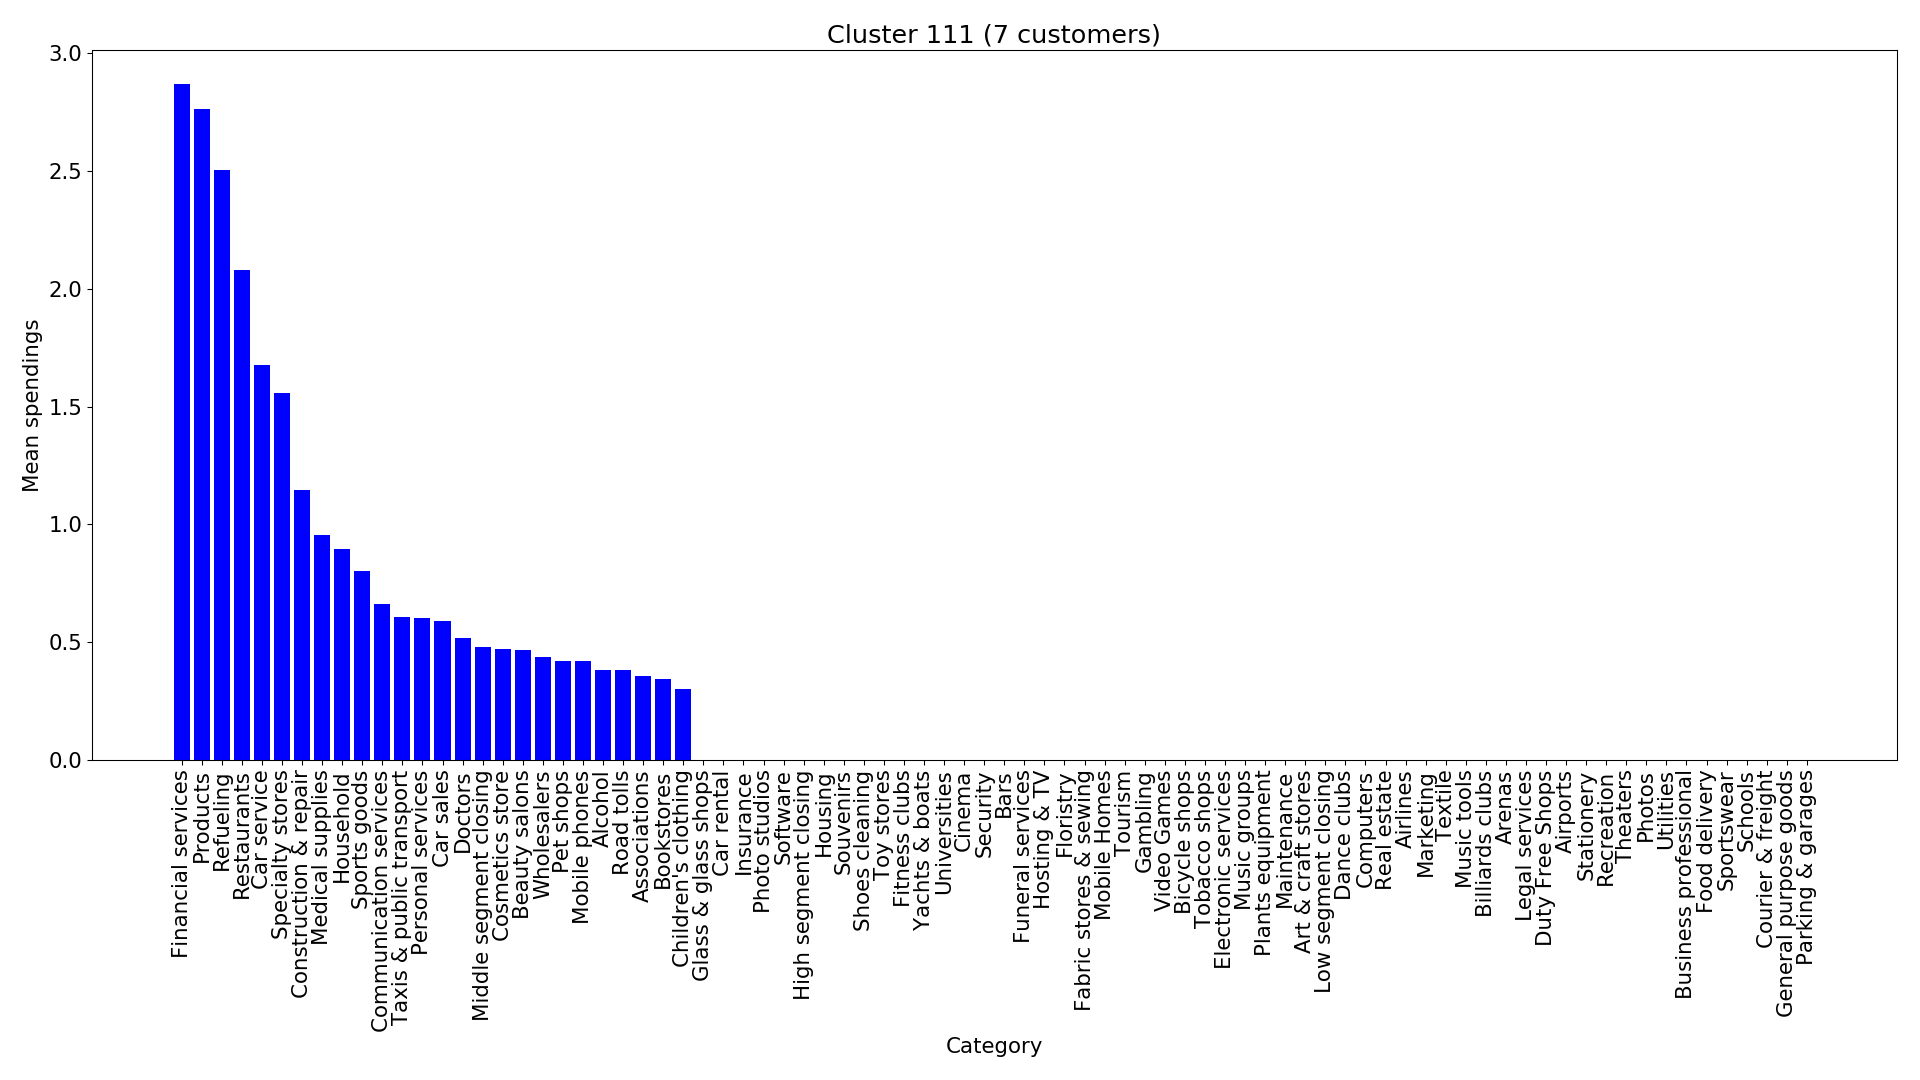 Cluster 111 (7 customers)
Mean spendings
3.0
2.5
2.0
1.5
1.0
0.5
0.0
Financial services
Products
Refueling
Restaurants
Car service
Specialty stores
Construction & repair
Medical supplies
Household
Sports goods
Communication services
Taxis & public transport
Personal services
Car sales
Doctors
Middle segment closing
Cosmetics store
Beauty salons
Wholesalers
Pet shops
Mobile phones
Alcohol
Road tolls
Associations
Bookstores
Children's clothing
Glass & glass shops
Car rental
Insurance
Photo studios
Software
High segment closing
Housing
Souvenirs
Shoes cleaning
Toy stores
Fitness clubs
Yachts & boats
Universities
Cinema
Security
Bars
Funeral services
Hosting & TV
Floristry
Fabric stores & sewing
Mobile Homes
Tourism
Gambling
Video Games
Bicycle shops
Tobacco shops
Electronic services
Music groups
Plants equipment
Maintenance
Art & craft stores
Low segment closing
Dance clubs
Computers
Real estate
Airlines
Marketing
Textile
Music tools
Billiards clubs
Arenas
Legal services
Duty Free Shops
Airports
Stationery
Recreation
Theaters
Photos
Utilities
Business professional
Food delivery
Sportswear
Schools
Courier & freight
General purpose goods
Parking & garages
Category